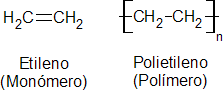 H₂C=CH₂ -[CH₂-CH₂]-n
Etileno Polietileno
(Monómero) (Polímero)